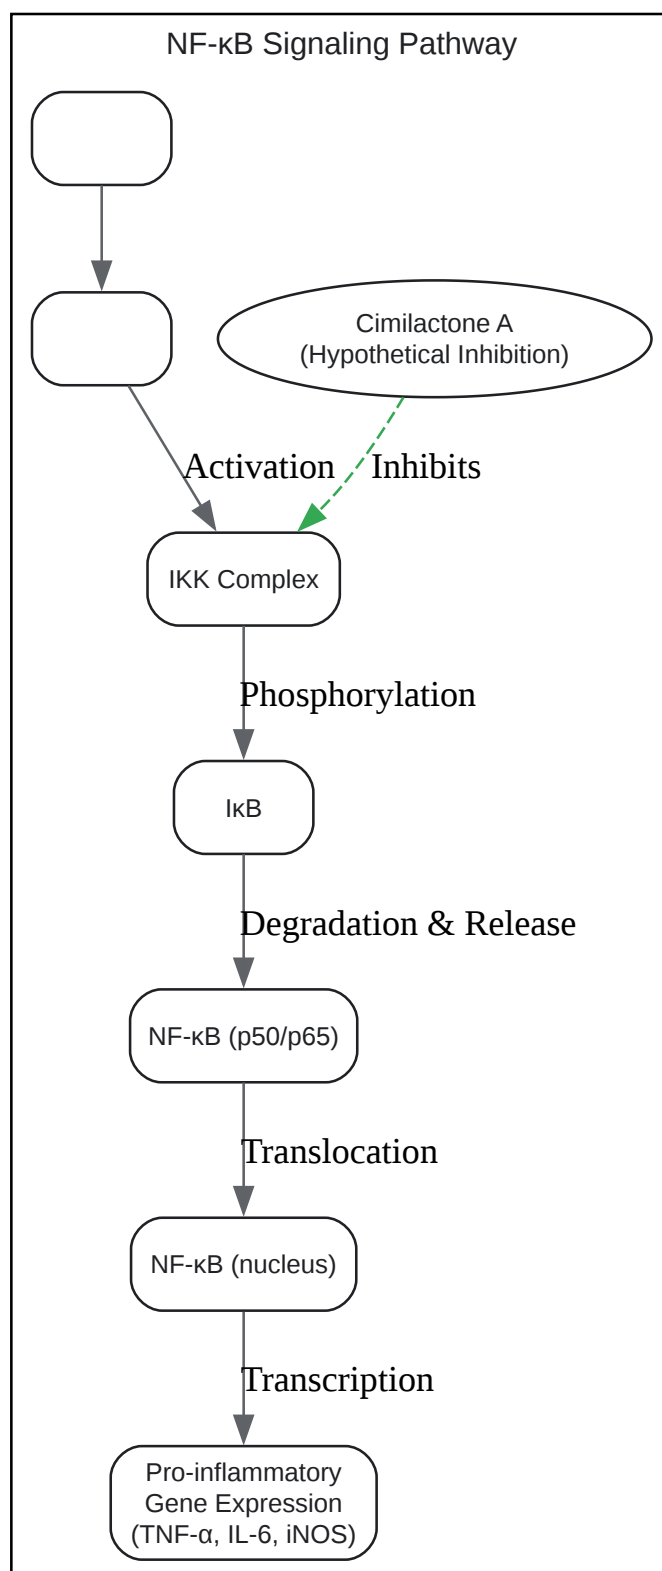 NF-κB Signaling Pathway
Cimilactone A
(Hypothetical Inhibition)
Activation
Inhibits
IKK Complex
Phosphorylation
IκB
Degradation & Release
NF-κB (p50/p65)
Translocation
NF-κB (nucleus)
Transcription
Pro-inflammatory
Gene Expression
(TNF-α, IL-6, iNOS)